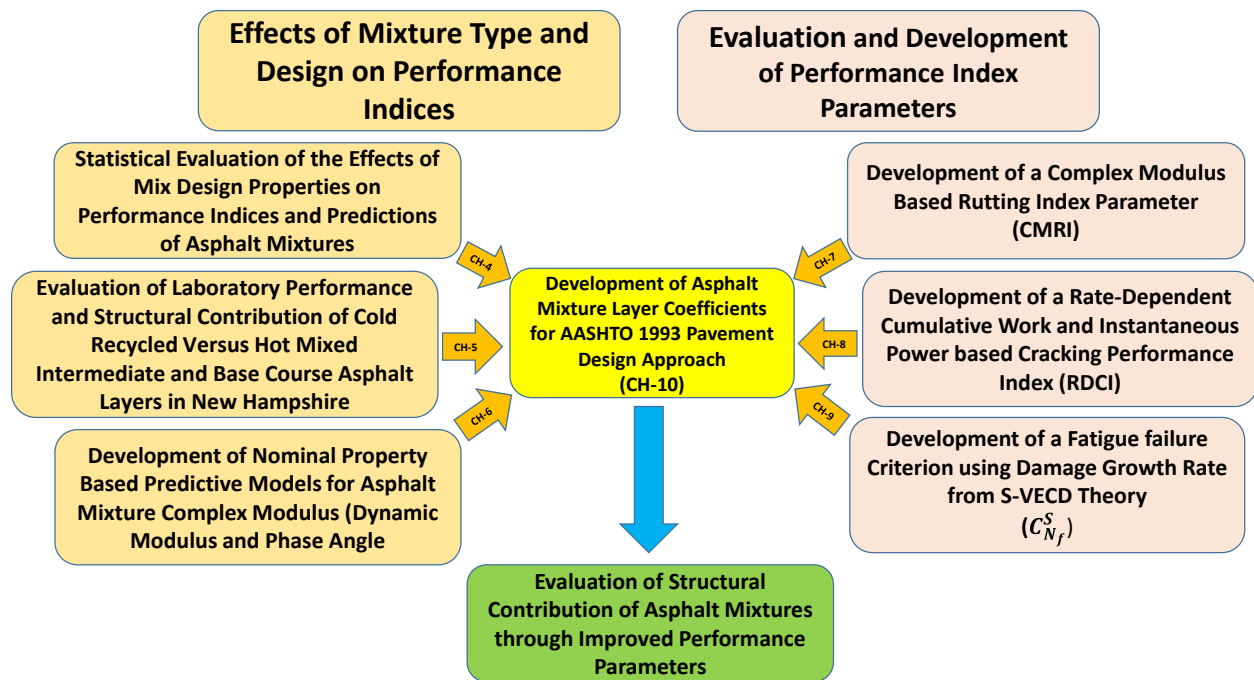 Effects of Mixture Type and
Design on Performance
Indices
Evaluation and Development
of Performance Index
Parameters
Statistical Evaluation of the Effects of
Mix Design Properties on
Performance Indices and Predictions
of Asphalt Mixtures
CH-4
Evaluation of Laboratory Performance
and Structural Contribution of Cold
Recycled Versus Hot Mixed
Intermediate and Base Course Asphalt
Layers in New Hampshire
CH-5
Development of Nominal Property
Based Predictive Models for Asphalt
Mixture Complex Modulus (Dynamic
Modulus and Phase Angle
CH-6
Development of Asphalt
Mixture Layer Coefficients
for AASHTO 1993 Pavement
Design Approach
(CH-10)
Development of a Complex Modulus
Based Rutting Index Parameter
(CMRI)
CH-7
Development of a Rate-Dependent
Cumulative Work and Instantaneous
Power based Cracking Performance
Index (RDCI)
CH-8
Development of a Fatigue failure
Criterion using Damage Growth Rate
from S-VECD Theory
($C_{N_f}^{S}$)
CH-9
Evaluation of Structural
Contribution of Asphalt Mixtures
through Improved Performance
Parameters